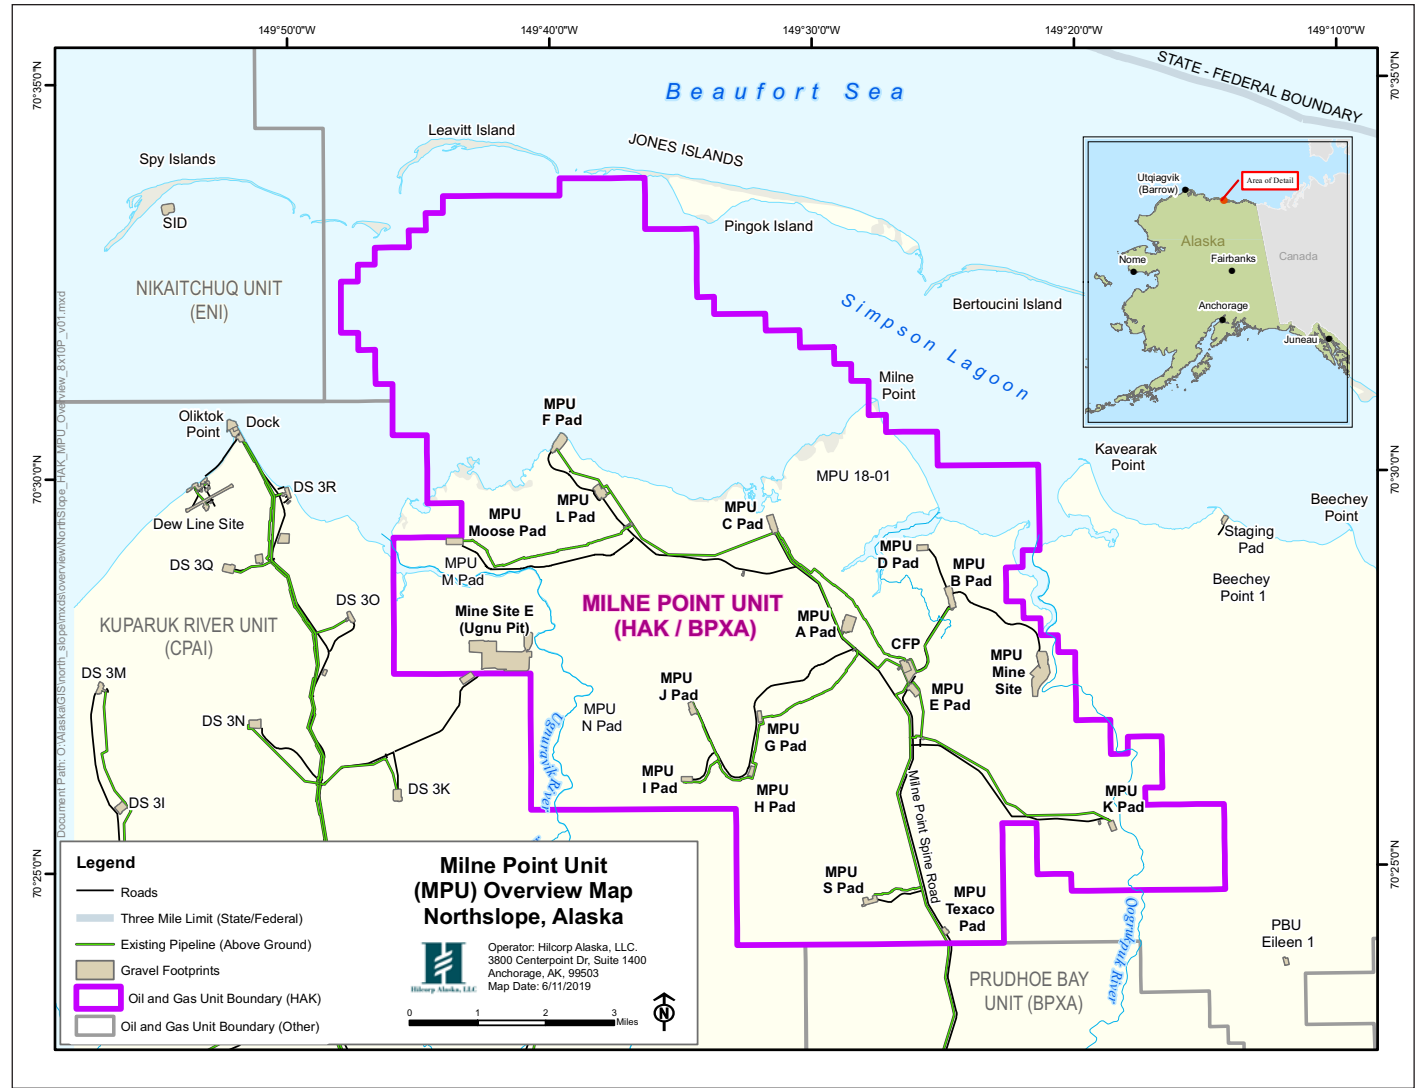 149°50'0"W
149°40'0"W
149°30'0"W
149°20'0"W
149°10'0"W
70°35'0"N
70°35'0"N
STATE - FEDERAL BOUNDARY
Beaufort Sea
Leavitt Island
JONES ISLANDS
Spy Islands
SID
Pingok Island
Bertoucini Island
Simpson Lagoon
NIKAITCHUQ UNIT
(ENI)
Utqiagvik
(Barrow)
Area of Detail
Alaska
Nome
Fairbanks
Canada
Anchorage
Juneau
Milne
Point
Oliktok
Point
Dock
MPU
F Pad
Kavearak
Point
70°30'0"N
70°30'0"N
DS 3R
Dew Line Site
MPU
L Pad
MPU
Moose Pad
MPU
C Pad
MPU 18-01
Beechey
Point
Staging
Pad
DS 3Q
MPU
M Pad
MPU
D Pad
MPU
B Pad
Beechey
Point 1
DS 3O
Mine Site E
(Ugnu Pit)
MILNE POINT UNIT
(HAK / BPXA)
MPU
A Pad
KUPARUK RIVER UNIT
(CPAI)
CFP
MPU
Mine
Site
DS 3M
MPU
J Pad
MPU
E Pad
DS 3N
MPU
N Pad
MPU
G Pad
Ugnuravik River
MPU
I Pad
MPU
H Pad
DS 3K
DS 3I
MPU
K Pad
Milne Point Spine Road
70°25'0"N
70°25'0"N
MPU
S Pad
MPU
Texaco
Pad
Oogrukpuk River
PBU
Eileen 1
PRUDHOE BAY
UNIT (BPXA)
Document Path: O:\Alaska\GIS\north_slope\mxds\overview\NorthSlope_HAK_MPU_Overview_8x10P_v01.mxd
Legend
Roads
Three Mile Limit (State/Federal)
Existing Pipeline (Above Ground)
Gravel Footprints
Oil and Gas Unit Boundary (HAK)
Oil and Gas Unit Boundary (Other)
Milne Point Unit
(MPU) Overview Map
Northslope, Alaska
Hilcorp Alaska, LLC
Operator: Hilcorp Alaska, LLC.
3800 Centerpoint Dr, Suite 1400
Anchorage, AK, 99503
Map Date: 6/11/2019
0 1 2 3
Miles
N